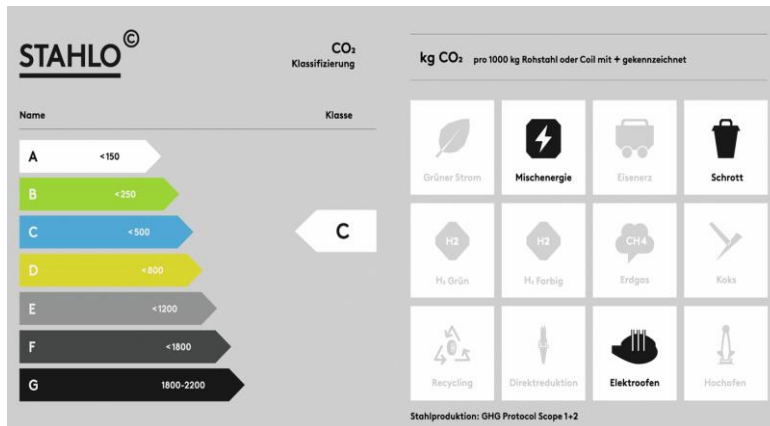 STAHLO©
CO₂
Klassifizierung
Name Klasse
A <150
B <250
C <500
C
D <800
E <1200
F <1800
G 1800-2200
kg CO₂ pro 1000 kg Rohstahl oder Coil mit + gekennzeichnet
Grüner Strom Mischenergie Eisenerz Schrott
H2 H2 CH4
H₂ Grün H₂ Farbig Erdgas Koks
Recycling Direktreduktion Elektroofen Hochofen
Stahlproduktion: GHG Protocol Scope 1+2